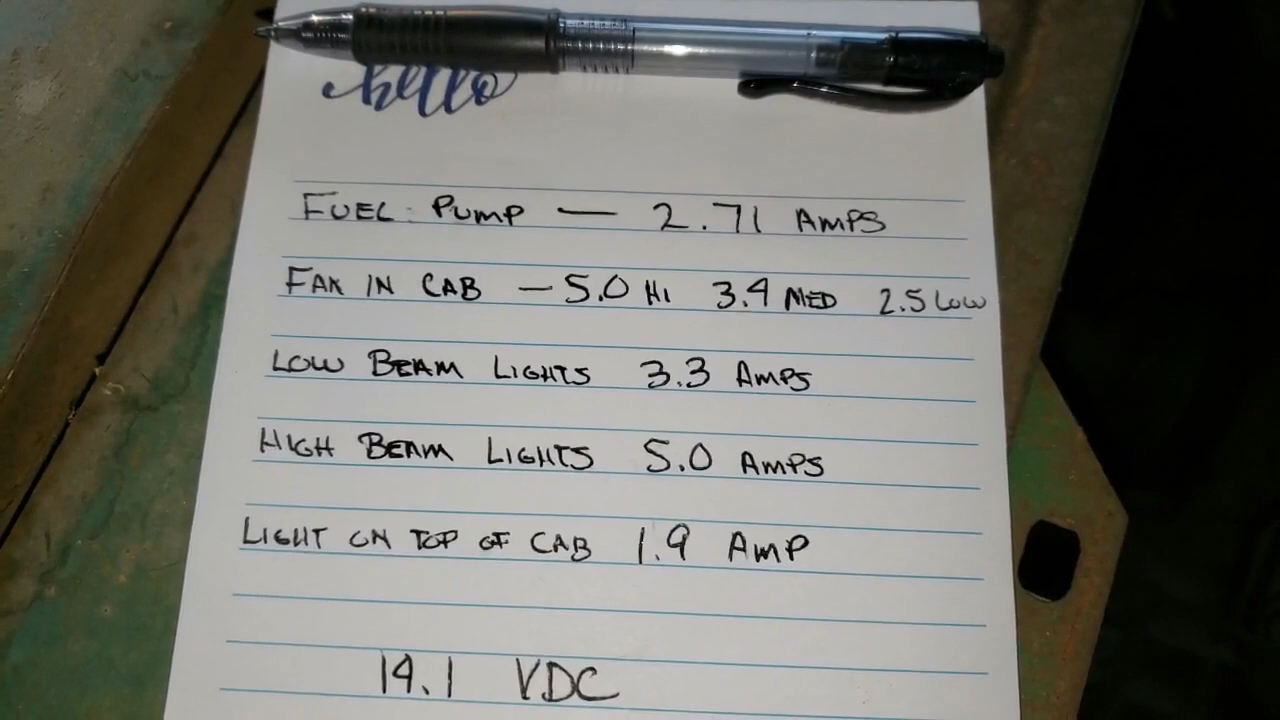 hello
FUEL PUMP — 2.71 AMPS
FAN IN CAB — 5.0 HI 3.4 MED 2.5 LOW
LOW BEAM LIGHTS 3.3 AMPS
HIGH BEAM LIGHTS 5.0 AMPS
LIGHT ON TOP OF CAB 1.9 AMP
14.1 VDC